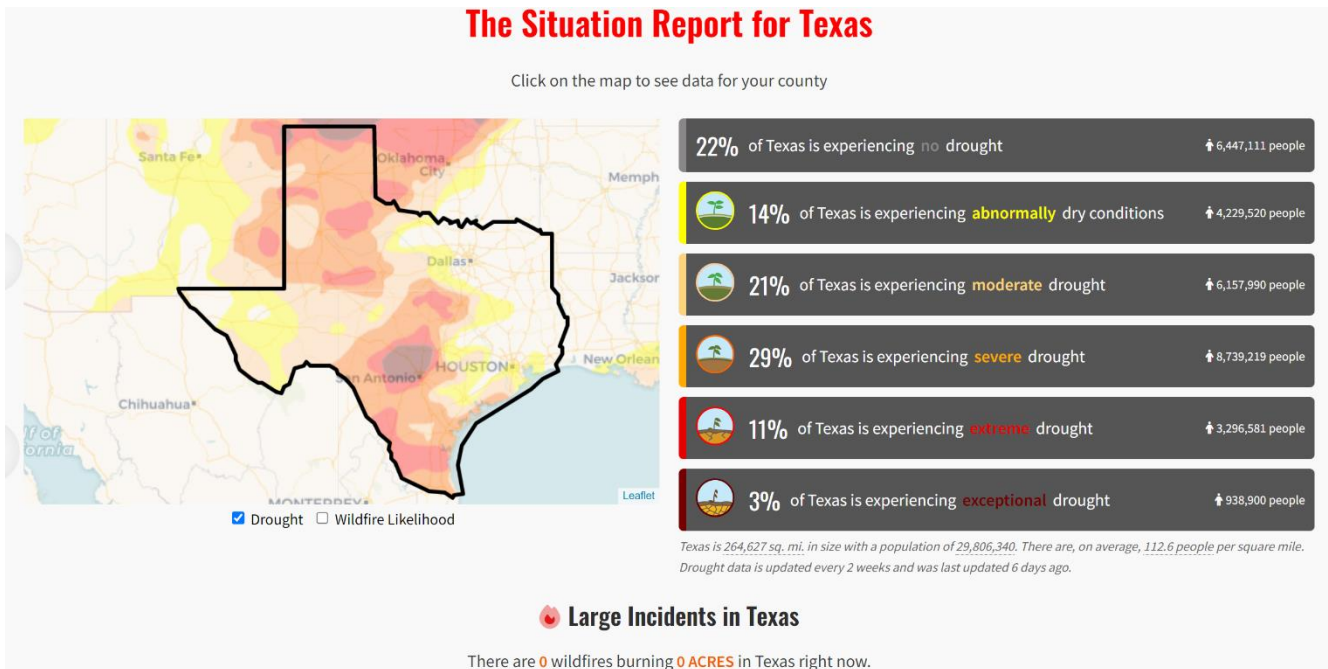 The Situation Report for Texas
Click on the map to see data for your county
Santa Fe
Oklahoma
City
Memph
Dallas
Jackson
HOUSTON
New Orlean
San Antonio
Chihuahua
lf of
fornia
MONTERREY
Leaflet
Drought Wildfire Likelihood
22% of Texas is experiencing no drought 6,447,111 people
14% of Texas is experiencing abnormally dry conditions 4,229,520 people
21% of Texas is experiencing moderate drought 6,157,990 people
29% of Texas is experiencing severe drought 8,739,219 people
11% of Texas is experiencing extreme drought 3,296,581 people
3% of Texas is experiencing exceptional drought 938,900 people
Texas is 264,627 sq. mi. in size with a population of 29,806,340. There are, on average, 112.6 people per square mile.
Drought data is updated every 2 weeks and was last updated 6 days ago.
Large Incidents in Texas
There are 0 wildfires burning 0 ACRES in Texas right now.